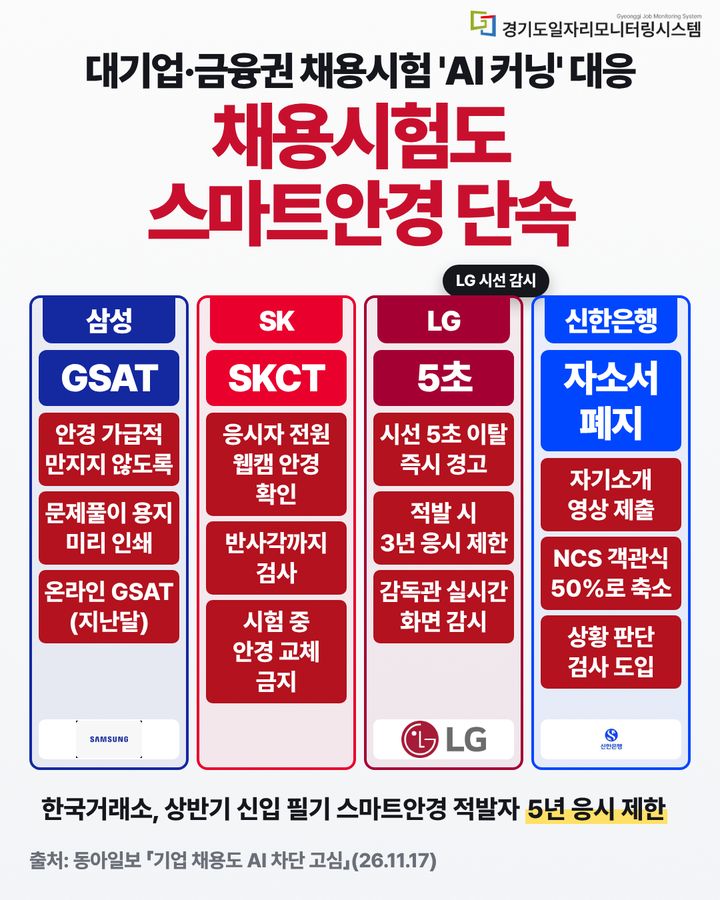 Gyeonggi Job Monitoring System
경기도일자리모니터링시스템
대기업·금융권 채용시험 'AI 커닝' 대응
채용시험도
스마트안경 단속
LG 시선 감시
삼성
GSAT
안경 가급적
만지지 않도록
문제풀이 용지
미리 인쇄
온라인 GSAT
(지난달)
SAMSUNG
SK
SKCT
응시자 전원
웹캠 안경
확인
반사각까지
검사
시험 중
안경 교체
금지
LG
5초
시선 5초 이탈
즉시 경고
적발 시
3년 응시 제한
감독관 실시간
화면 감시
LG
신한은행
자소서
폐지
자기소개
영상 제출
NCS 객관식
50%로 축소
상황 판단
검사 도입
신한은행
한국거래소, 상반기 신입 필기 스마트안경 적발자 5년 응시 제한
출처: 동아일보 「기업 채용도 AI 차단 고심」(26.11.17)